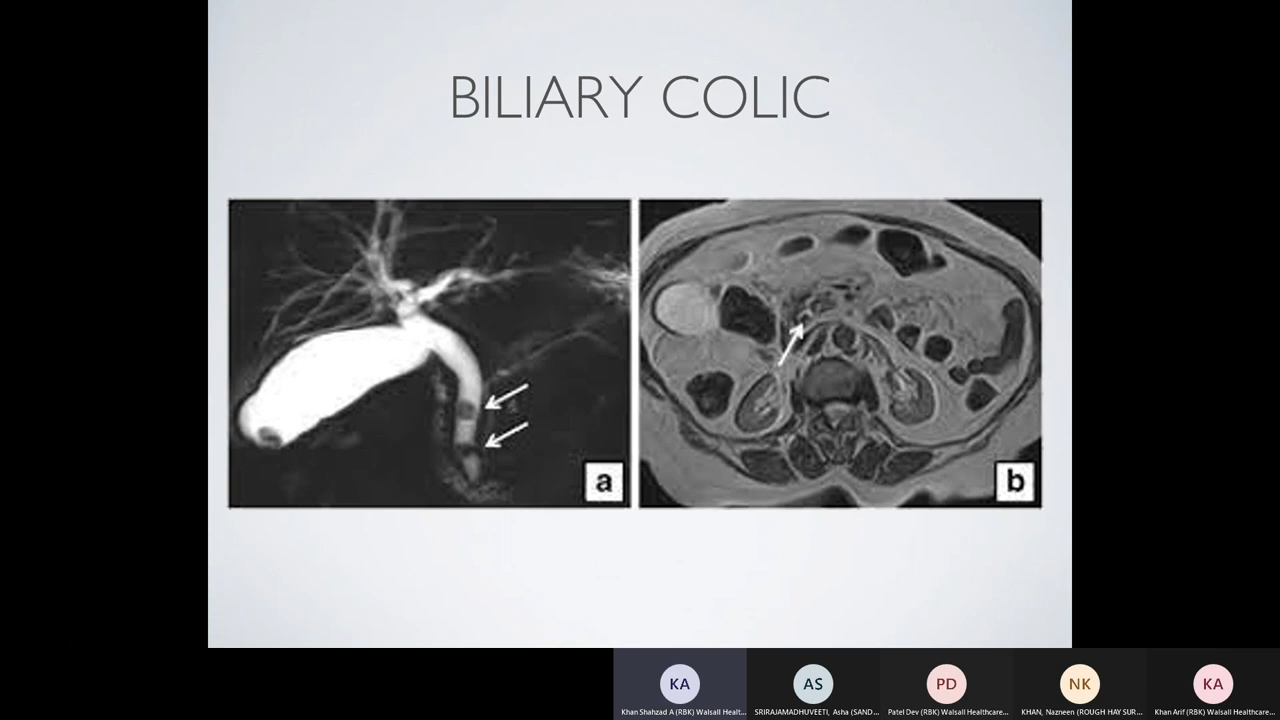 BILIARY COLIC
a
b
KA
AS
PD
NK
KA
Khan Shahzad A (RBK) Walsall Healt...
SRIRAJAMADHUVEETI, Asha (SAND...
Patel Dev (RBK) Walsall Healthcare...
KHAN, Nazneen (ROUGH HAY SUR...
Khan Arif (RBK) Walsall Healthcare...